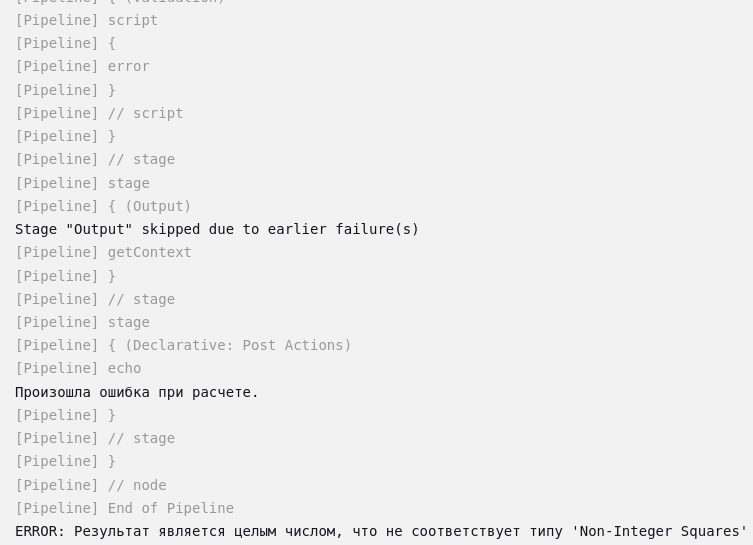 [Pipeline] { (Validation)
[Pipeline] script
[Pipeline] {
[Pipeline] error
[Pipeline] }
[Pipeline] // script
[Pipeline] }
[Pipeline] // stage
[Pipeline] stage
[Pipeline] { (Output)
Stage "Output" skipped due to earlier failure(s)
[Pipeline] getContext
[Pipeline] }
[Pipeline] // stage
[Pipeline] stage
[Pipeline] { (Declarative: Post Actions)
[Pipeline] echo
Произошла ошибка при расчете.
[Pipeline] }
[Pipeline] // stage
[Pipeline] }
[Pipeline] // node
[Pipeline] End of Pipeline
ERROR: Результат является целым числом, что не соответствует типу 'Non-Integer Squares'